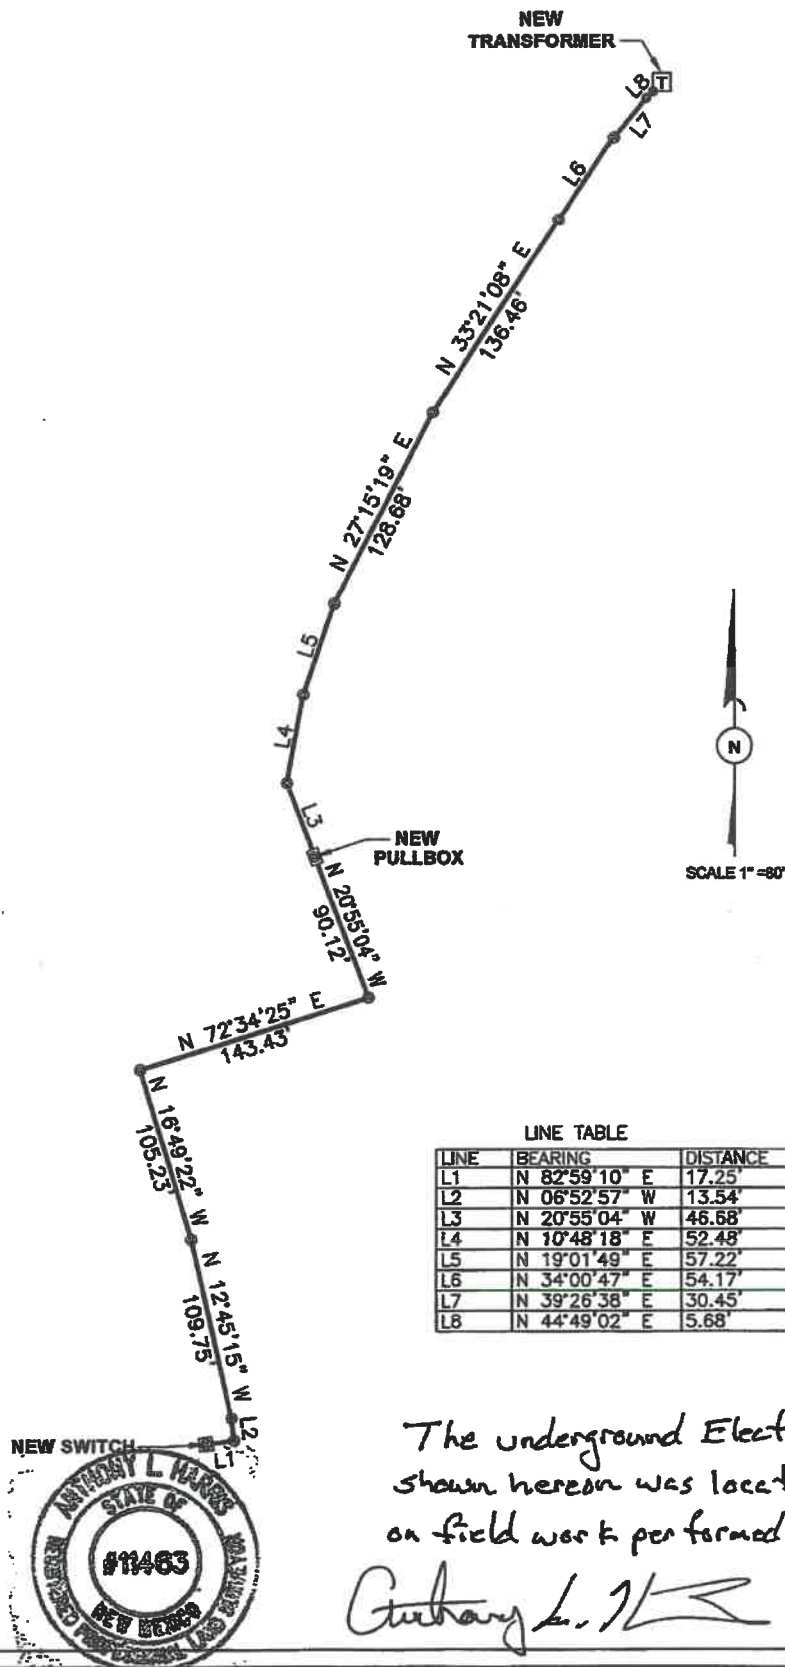 NEW
TRANSFORMER
T
L8
L7
L6
N 33°21'08" E
136.46'
N 27°15'19" E
128.68'
L5
L4
L3
NEW
PULLBOX
N 20°55'04" W
90.12'
N
SCALE 1"=80'
N 72°34'25" E
143.43'
N 16°49'22" W
105.23'
N 12°45'15" W
109.75'
L2
L1
NEW SWITCH
LINE TABLE
LINE BEARING DISTANCE
L1 N 82°59'10" E 17.25'
L2 N 06°52'57" W 13.54'
L3 N 20°55'04" W 46.68'
L4 N 10°48'18" E 52.48'
L5 N 19°01'49" E 57.22'
L6 N 34°00'47" E 54.17'
L7 N 39°26'38" E 30.45'
L8 N 44°49'02" E 5.68'
The underground Elect
shown hereon was locat
on field work performed
Anthony L.
ANTHONY L. HARRIS
STATE OF
#11463
NEW MEXICO
REGISTERED PROFESSIONAL LAND SURVEYOR